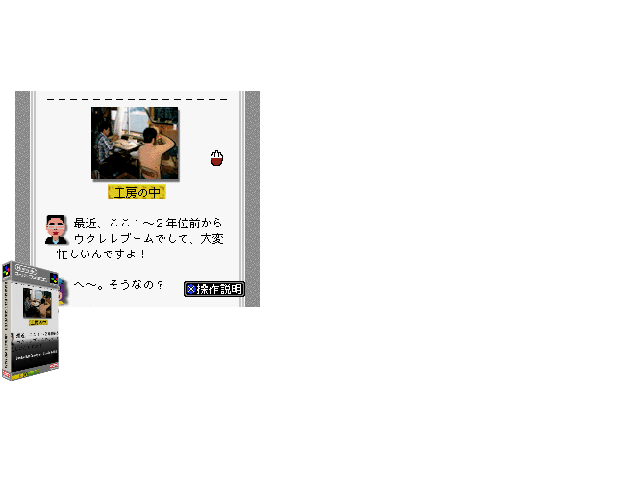 工房の中
最近、ここ1〜2年位前から
ウクレレブームでして、大変
忙しいんですよ！
へ〜。そうなの？
操作説明
工房の中